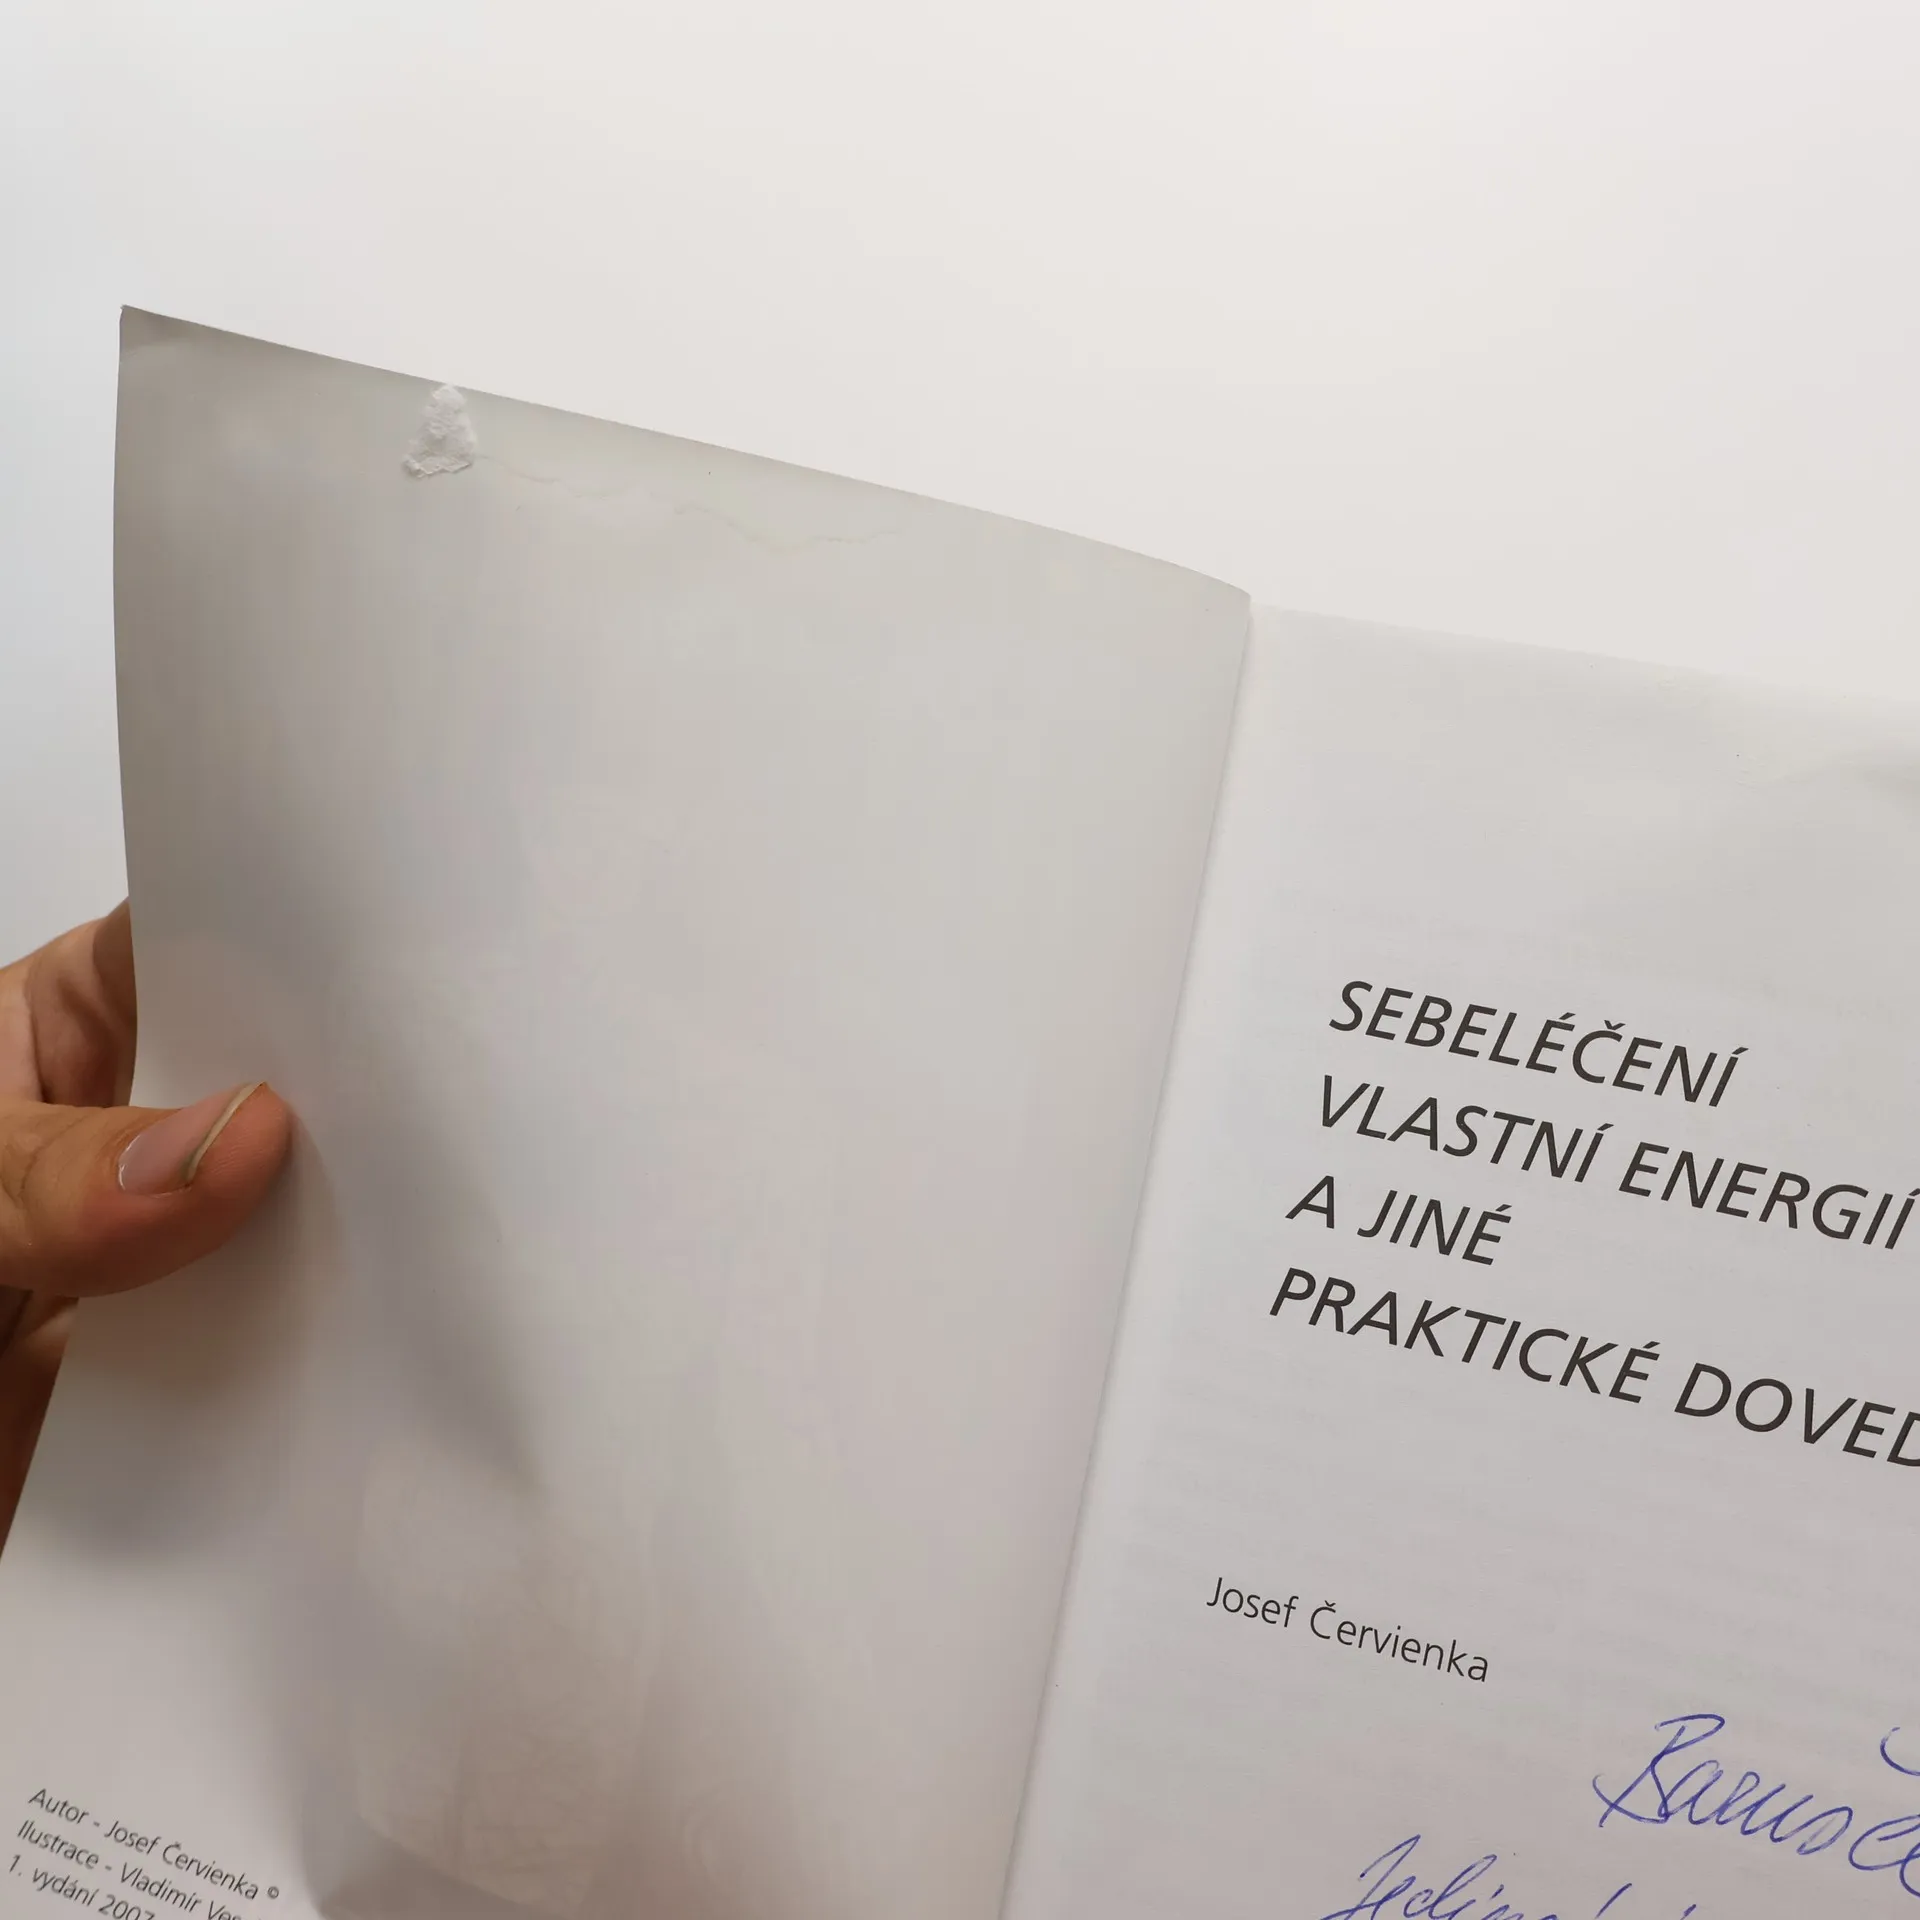 SEBELÉČENÍ
VLASTNÍ ENERGIÍ
A JINÉ
PRAKTICKÉ DOVED
Josef Červienka
Autor - Josef Červienka ©
Ilustrace - Vladimír
1. vydání 2007